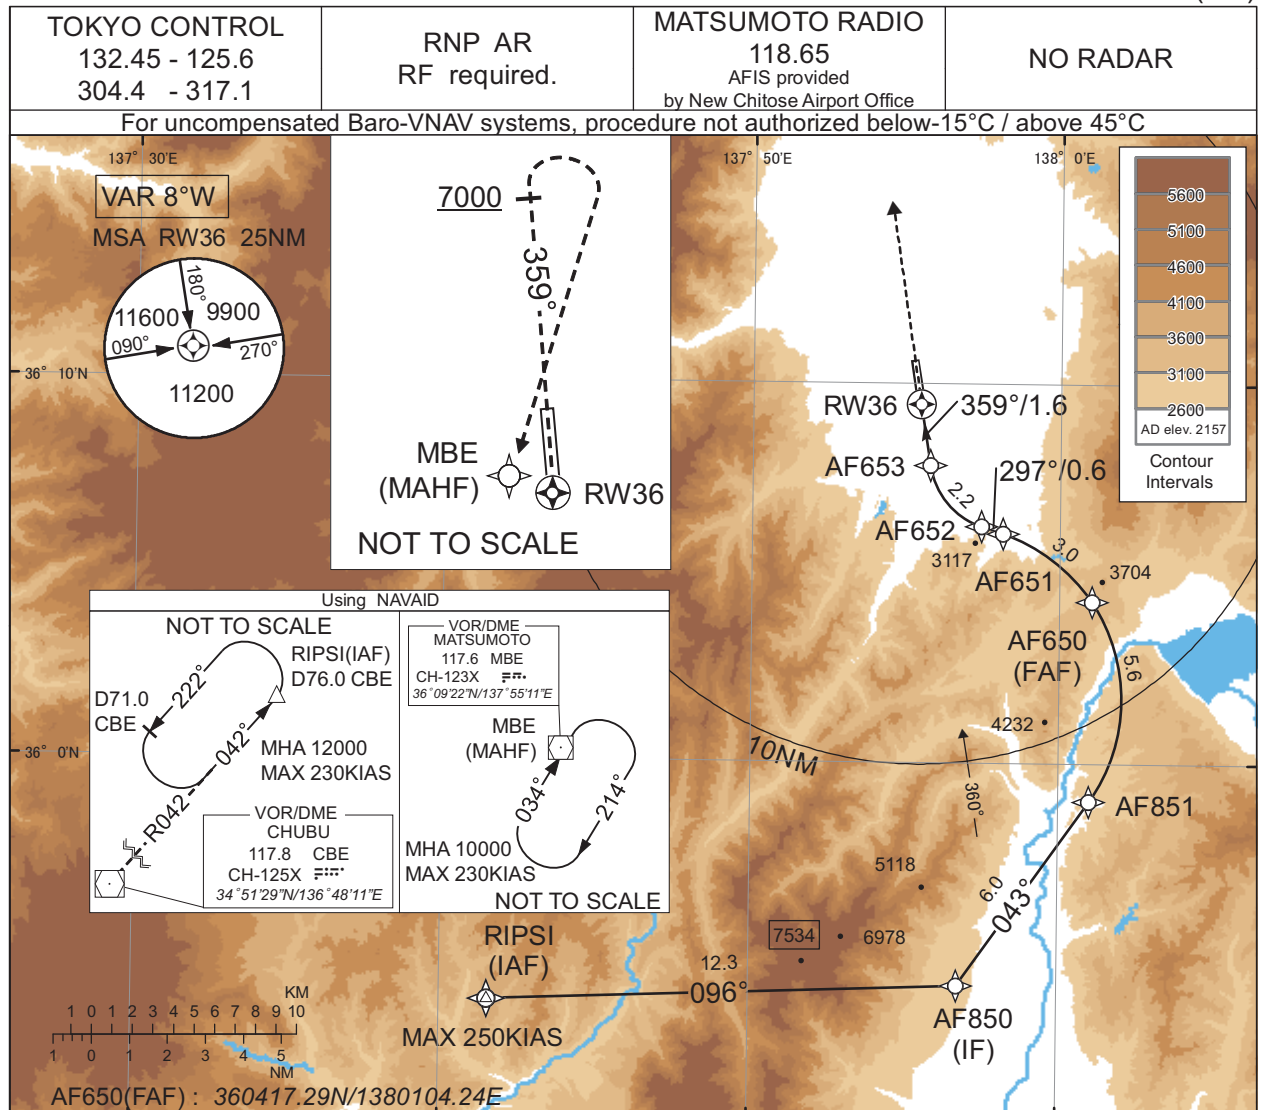 TOKYO CONTROL
132.45 - 125.6
304.4 - 317.1
RNP AR
RF required.
MATSUMOTO RADIO
118.65
AFIS provided
by New Chitose Airport Office
NO RADAR
For uncompensated Baro-VNAV systems, procedure not authorized below-15°C / above 45°C
137° 30'E
137° 50'E
138° 0'E
VAR 8°W
MSA RW36 25NM
180°
11600
9900
090°
270°
11200
36° 10'N
7000
359°
MBE
(MAHF)
RW36
NOT TO SCALE
5600
5100
4600
4100
3600
3100
2600
AD elev. 2157
Contour
Intervals
RW36
359°/1.6
AF653
297°/0.6
2.2
AF652
3117
3.0
AF651
3704
AF650
(FAF)
5.6
4232
10NM
360°
AF851
5118
6.0
043°
7534
6978
Using NAVAID
NOT TO SCALE
RIPSI(IAF)
D76.0 CBE
222°
D71.0
CBE
042°
MHA 12000
MAX 230KIAS
R042
VOR/DME
CHUBU
117.8 CBE
CH-125X
34°51'29"N/136°48'11"E
VOR/DME
MATSUMOTO
117.6 MBE
CH-123X
36°09'22"N/137°55'11"E
MBE
(MAHF)
034°
214°
MHA 10000
MAX 230KIAS
NOT TO SCALE
36° 0'N
RIPSI
(IAF)
12.3
096°
MAX 250KIAS
AF850
(IF)
KM
1 0 1 2 3 4 5 6 7 8 9 10
1 0 1 2 3 4 5
NM
AF650(FAF) : 360417.29N/1380104.24E